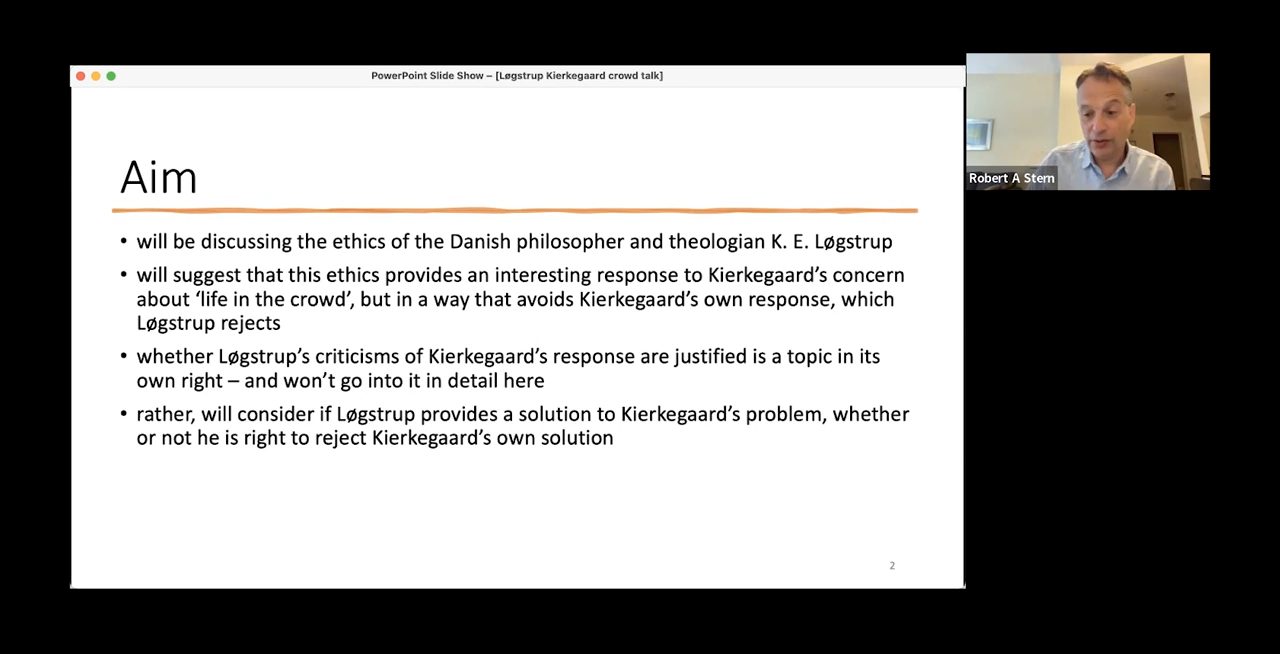 PowerPoint Slide Show – [Løgstrup Kierkegaard crowd talk]
Aim
• will be discussing the ethics of the Danish philosopher and theologian K. E. Løgstrup
• will suggest that this ethics provides an interesting response to Kierkegaard’s concern
about ‘life in the crowd’, but in a way that avoids Kierkegaard’s own response, which
Løgstrup rejects
• whether Løgstrup’s criticisms of Kierkegaard’s response are justified is a topic in its
own right – and won’t go into it in detail here
• rather, will consider if Løgstrup provides a solution to Kierkegaard’s problem, whether
or not he is right to reject Kierkegaard’s own solution
2
Robert A Stern